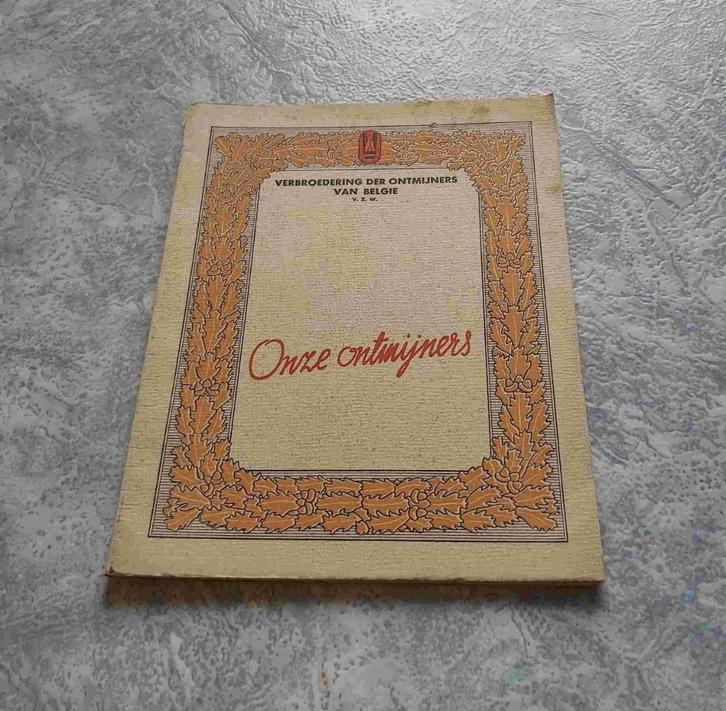 VERBROEDERING DER ONTMIJNERS
VAN BELGIE
V. Z. W.
Onze ontmijners